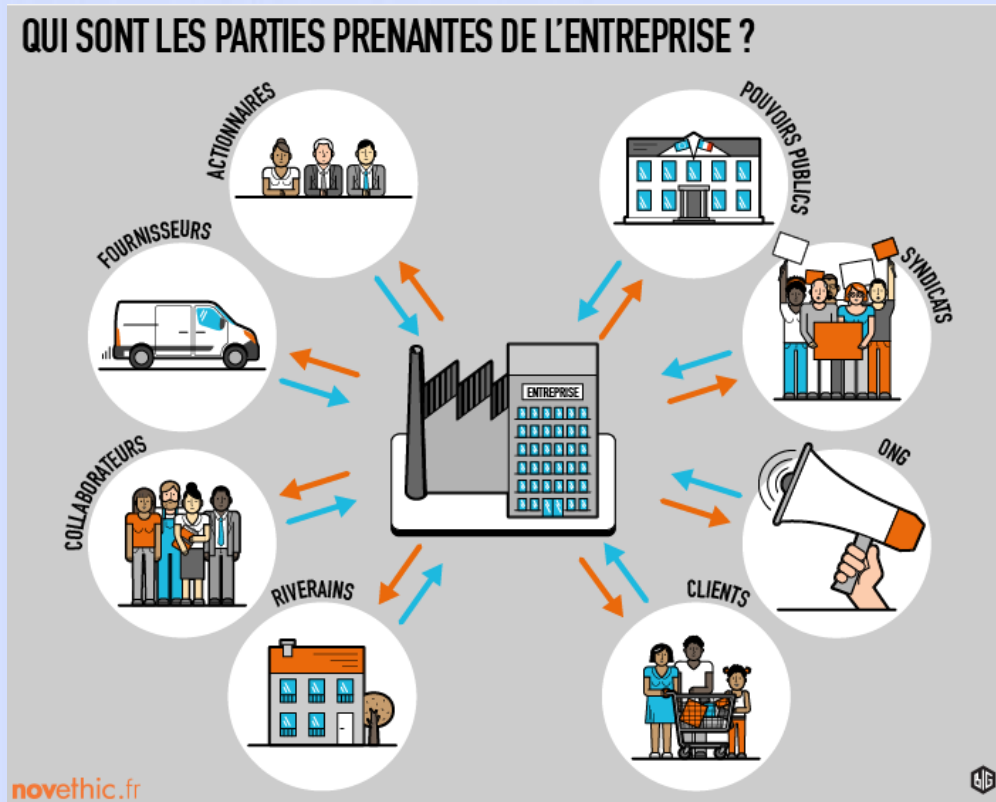 QUI SONT LES PARTIES PRENANTES DE L'ENTREPRISE ?
ACTIONNAIRES
POUVOIRS PUBLICS
FOURNISSEURS
SYNDICATS
ENTREPRISE
COLLABORATEURS
ONG
RIVERAINS
CLIENTS
novethic.fr